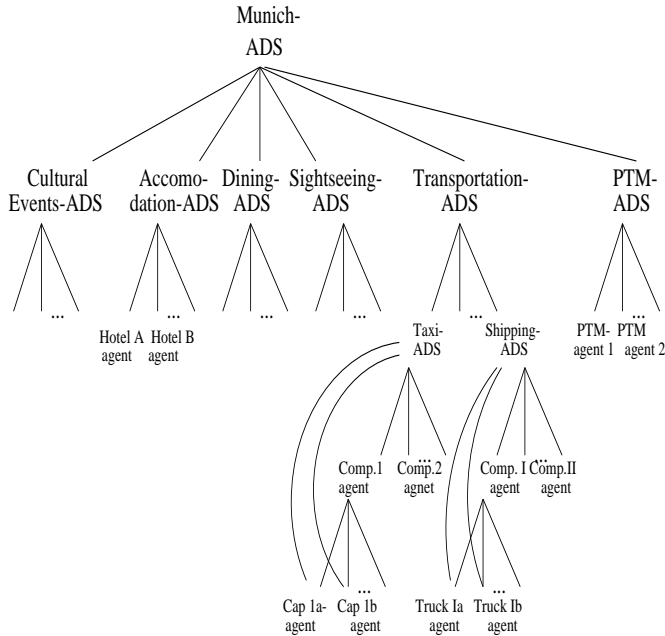 Munich-
ADS
Cultural Accomo- Dining- Sightseeing- Transportation- PTM-
Events-ADS dation-ADS ADS ADS ADS ADS
... ... ... ... ... ...
Hotel A Hotel B Taxi- Shipping- PTM- PTM
agent agent ADS ADS agent 1 agent 2
... ...
Comp.1 Comp.2 Comp. I Comp.II
agent agnet agent agent
... ...
Cap 1a- Cap 1b Truck Ia Truck Ib
agent agent agent agent